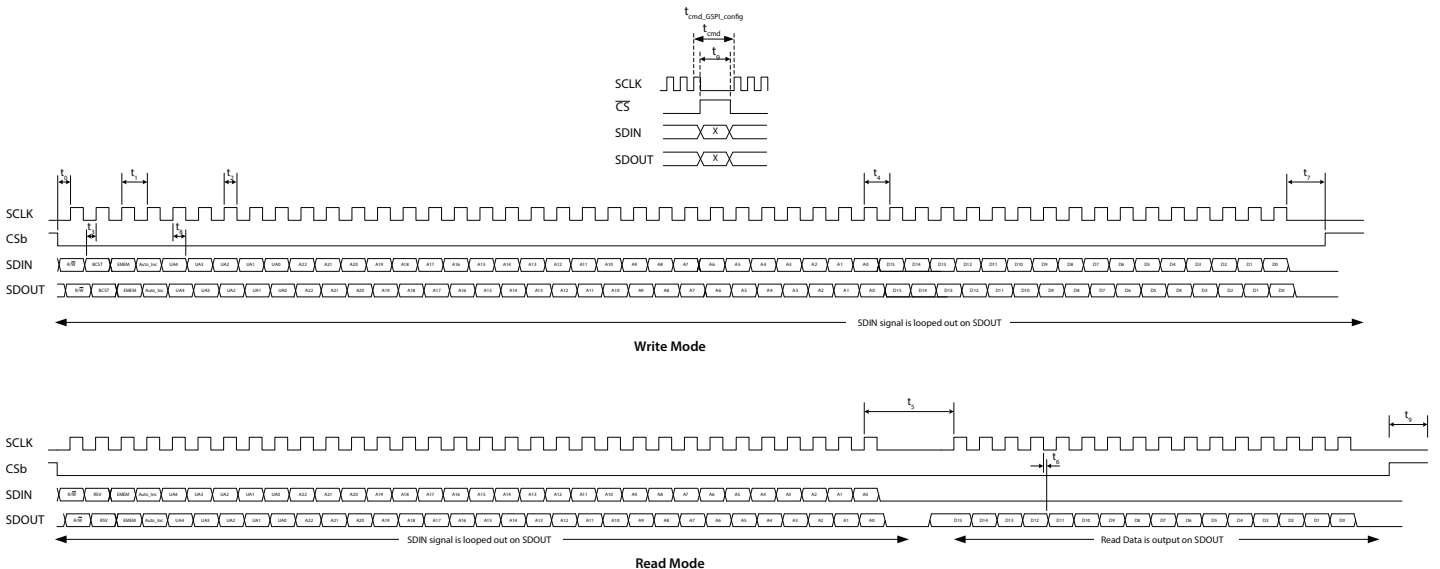 tcmd_GSPI_config
tcmd
t9
SCLK
CS
SDIN X
SDOUT X
t0 t1 t2 t4 t7
SCLK
t3 t8
CSb
SDIN R/W BCST EMEM Auto_Inc UA4 UA3 UA2 UA1 UA0 A22 A21 A20 A19 A18 A17 A16 A15 A14 A13 A12 A11 A10 A9 A8 A7 A6 A5 A4 A3 A2 A1 A0 D15 D14 D13 D12 D11 D10 D9 D8 D7 D6 D5 D4 D3 D2 D1 D0
SDOUT R/W BCST EMEM Auto_Inc UA4 UA3 UA2 UA1 UA0 A22 A21 A20 A19 A18 A17 A16 A15 A14 A13 A12 A11 A10 A9 A8 A7 A6 A5 A4 A3 A2 A1 A0 D15 D14 D13 D12 D11 D10 D9 D8 D7 D6 D5 D4 D3 D2 D1 D0
SDIN signal is looped out on SDOUT
Write Mode
t5 t9
SCLK
t6
CSb
SDIN R/W RSV EMEM Auto_Inc UA4 UA3 UA2 UA1 UA0 A22 A21 A20 A19 A18 A17 A16 A15 A14 A13 A12 A11 A10 A9 A8 A7 A6 A5 A4 A3 A2 A1 A0
SDOUT R/W RSV EMEM Auto_Inc UA4 UA3 UA2 UA1 UA0 A22 A21 A20 A19 A18 A17 A16 A15 A14 A13 A12 A11 A10 A9 A8 A7 A6 A5 A4 A3 A2 A1 A0 D15 D14 D13 D12 D11 D10 D9 D8 D7 D6 D5 D4 D3 D2 D1 D0
SDIN signal is looped out on SDOUT Read Data is output on SDOUT
Read Mode